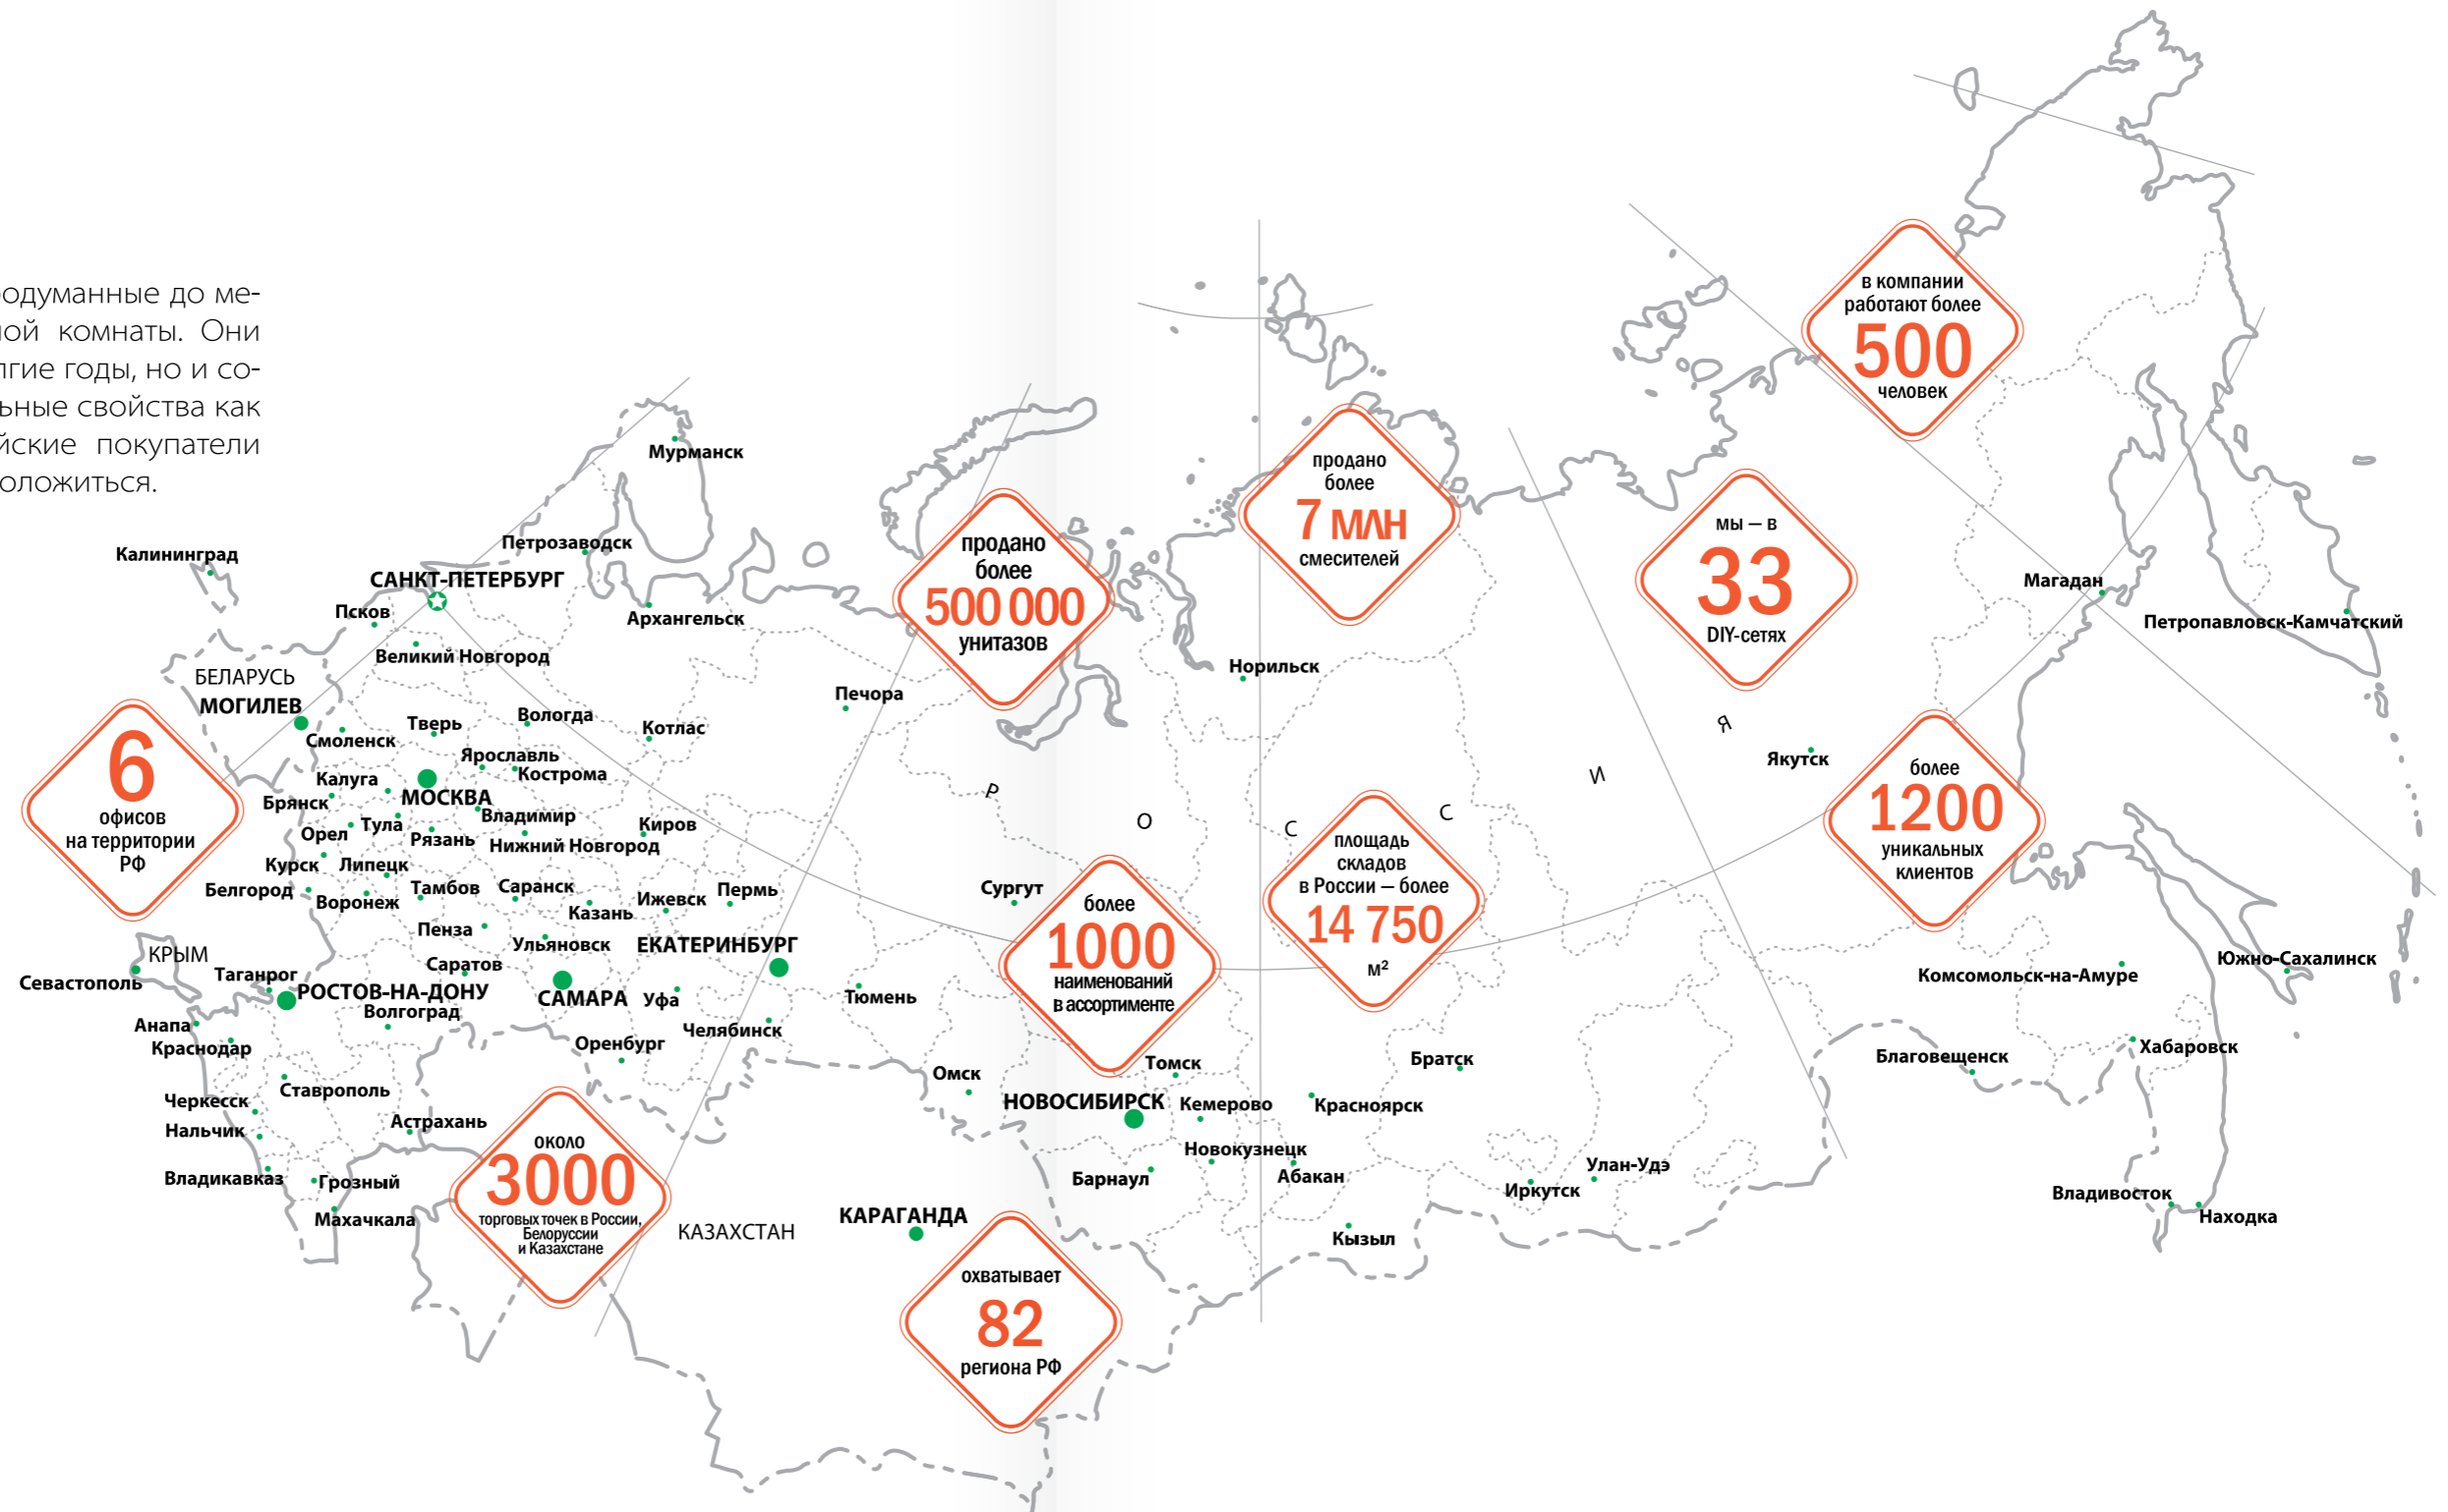 одуманные до ме-
ной комнаты. Они
лгие годы, но и со-
ьные свойства как
йские покупатели
оложиться.
в компании
работают более
500
человек
Мурманск
продано
более
7 МЛН
смесителей
мы – в
33
DIY-сетях
продано
более
500 000
унитазов
Калининград
Петрозаводск
САНКТ-ПЕТЕРБУРГ
Псков
Архангельск
Великий Новгород
Магадан
Петропавловск-Камчатский
Норильск
БЕЛАРУСЬ
МОГИЛЕВ
Печора
6
офисов
на территории
РФ
Смоленск
Тверь
Вологда
Котлас
Ярославль
Кострома
Калуга
Брянск
МОСКВА
Владимир
Орел
Тула
Рязань
Нижний Новгород
Киров
Курск
Липецк
Белгород
Воронеж
Тамбов
Саранск
Казань
Ижевск
Пермь
Пенза
Ульяновск
ЕКАТЕРИНБУРГ
Р О С С И Я
Якутск
более
1200
уникальных
клиентов
площадь
складов
в России – более
14 750
м²
Сургут
более
1000
наименований
в ассортименте
КРЫМ
Севастополь
Таганрог
Саратов
РОСТОВ-НА-ДОНУ
Волгоград
САМАРА
Уфа
Тюмень
Челябинск
Анапа
Краснодар
Оренбург
Южно-Сахалинск
Комсомольск-на-Амуре
Хабаровск
Благовещенск
Братск
Томск
Омск
НОВОСИБИРСК
Кемерово
Красноярск
Ставрополь
Черкесск
Нальчик
Астрахань
Владикавказ
Грозный
Махачкала
около
3000
торговых точек в России,
Белоруссии
и Казахстане
Новокузнецк
Барнаул
Абакан
Иркутск
Улан-Удэ
Владивосток
Находка
КАЗАХСТАН
КАРАГАНДА
Кызыл
охватывает
82
региона РФ